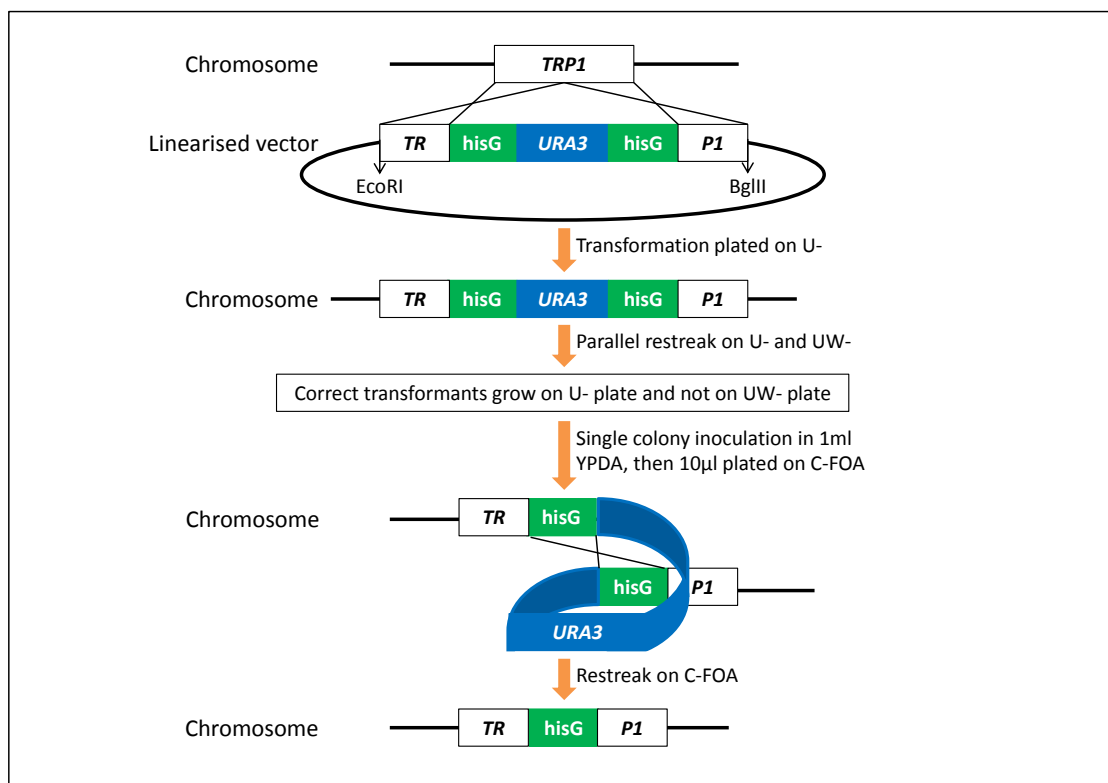 Chromosome
TRP1
Linearised vector
TR hisG URA3 hisG P1
EcoRI
BglII
Transformation plated on U-
Chromosome
TR hisG URA3 hisG P1
Parallel restreak on U- and UW-
Correct transformants grow on U- plate and not on UW- plate
Single colony inoculation in 1ml
YPDA, then 10µl plated on C-FOA
Chromosome
TR hisG
hisG P1
URA3
Restreak on C-FOA
Chromosome
TR hisG P1